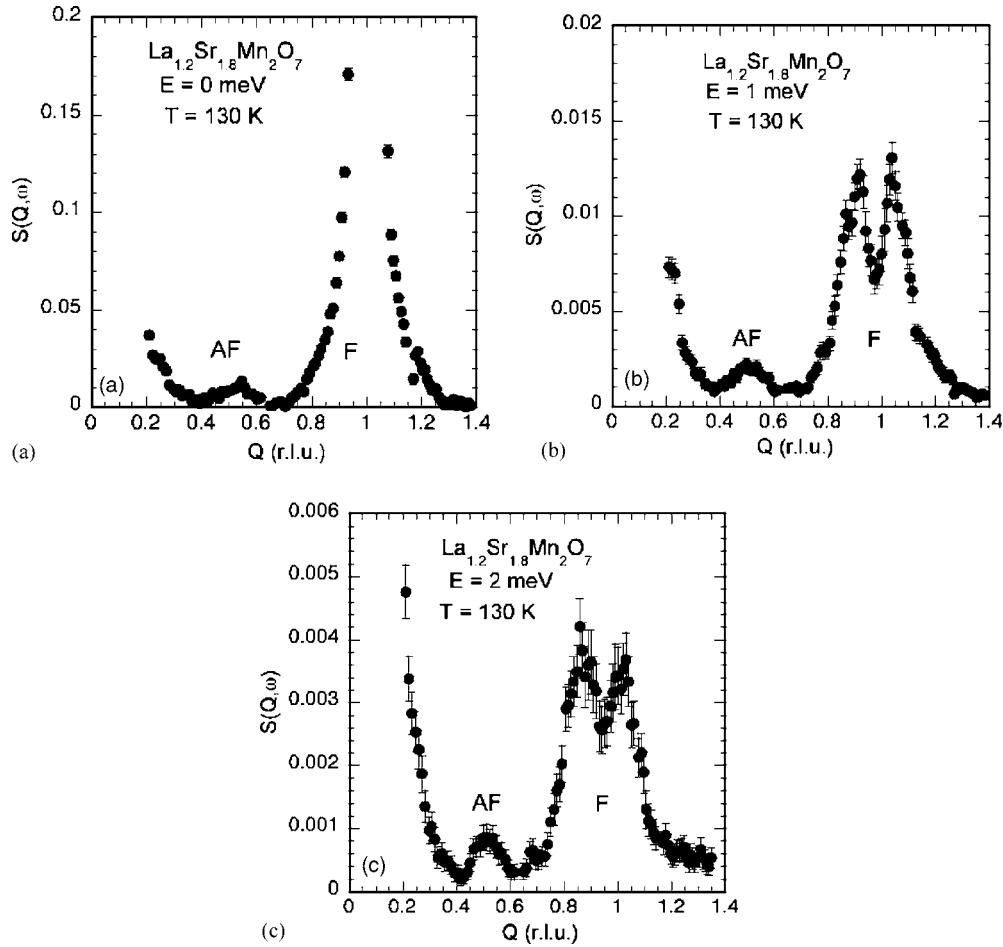 0.2
0.15
0.1
0.05
0
S(Q,ω)
La1.2Sr1.8Mn2O7
E = 0 meV
T = 130 K
AF
F
(a)
0 0.2 0.4 0.6 0.8 1 1.2 1.4
Q (r.l.u.)
(a)
0.02
0.015
0.01
0.005
0
S(Q,ω)
La1.2Sr1.8Mn2O7
E = 1 meV
T = 130 K
AF
F
(b)
0 0.2 0.4 0.6 0.8 1 1.2 1.4
Q (r.l.u.)
(b)
0.006
0.005
0.004
0.003
0.002
0.001
0
S(Q,ω)
La1.2Sr1.8Mn2O7
E = 2 meV
T = 130 K
AF
F
(c)
0 0.2 0.4 0.6 0.8 1 1.2 1.4
Q (r.l.u.)
(c)